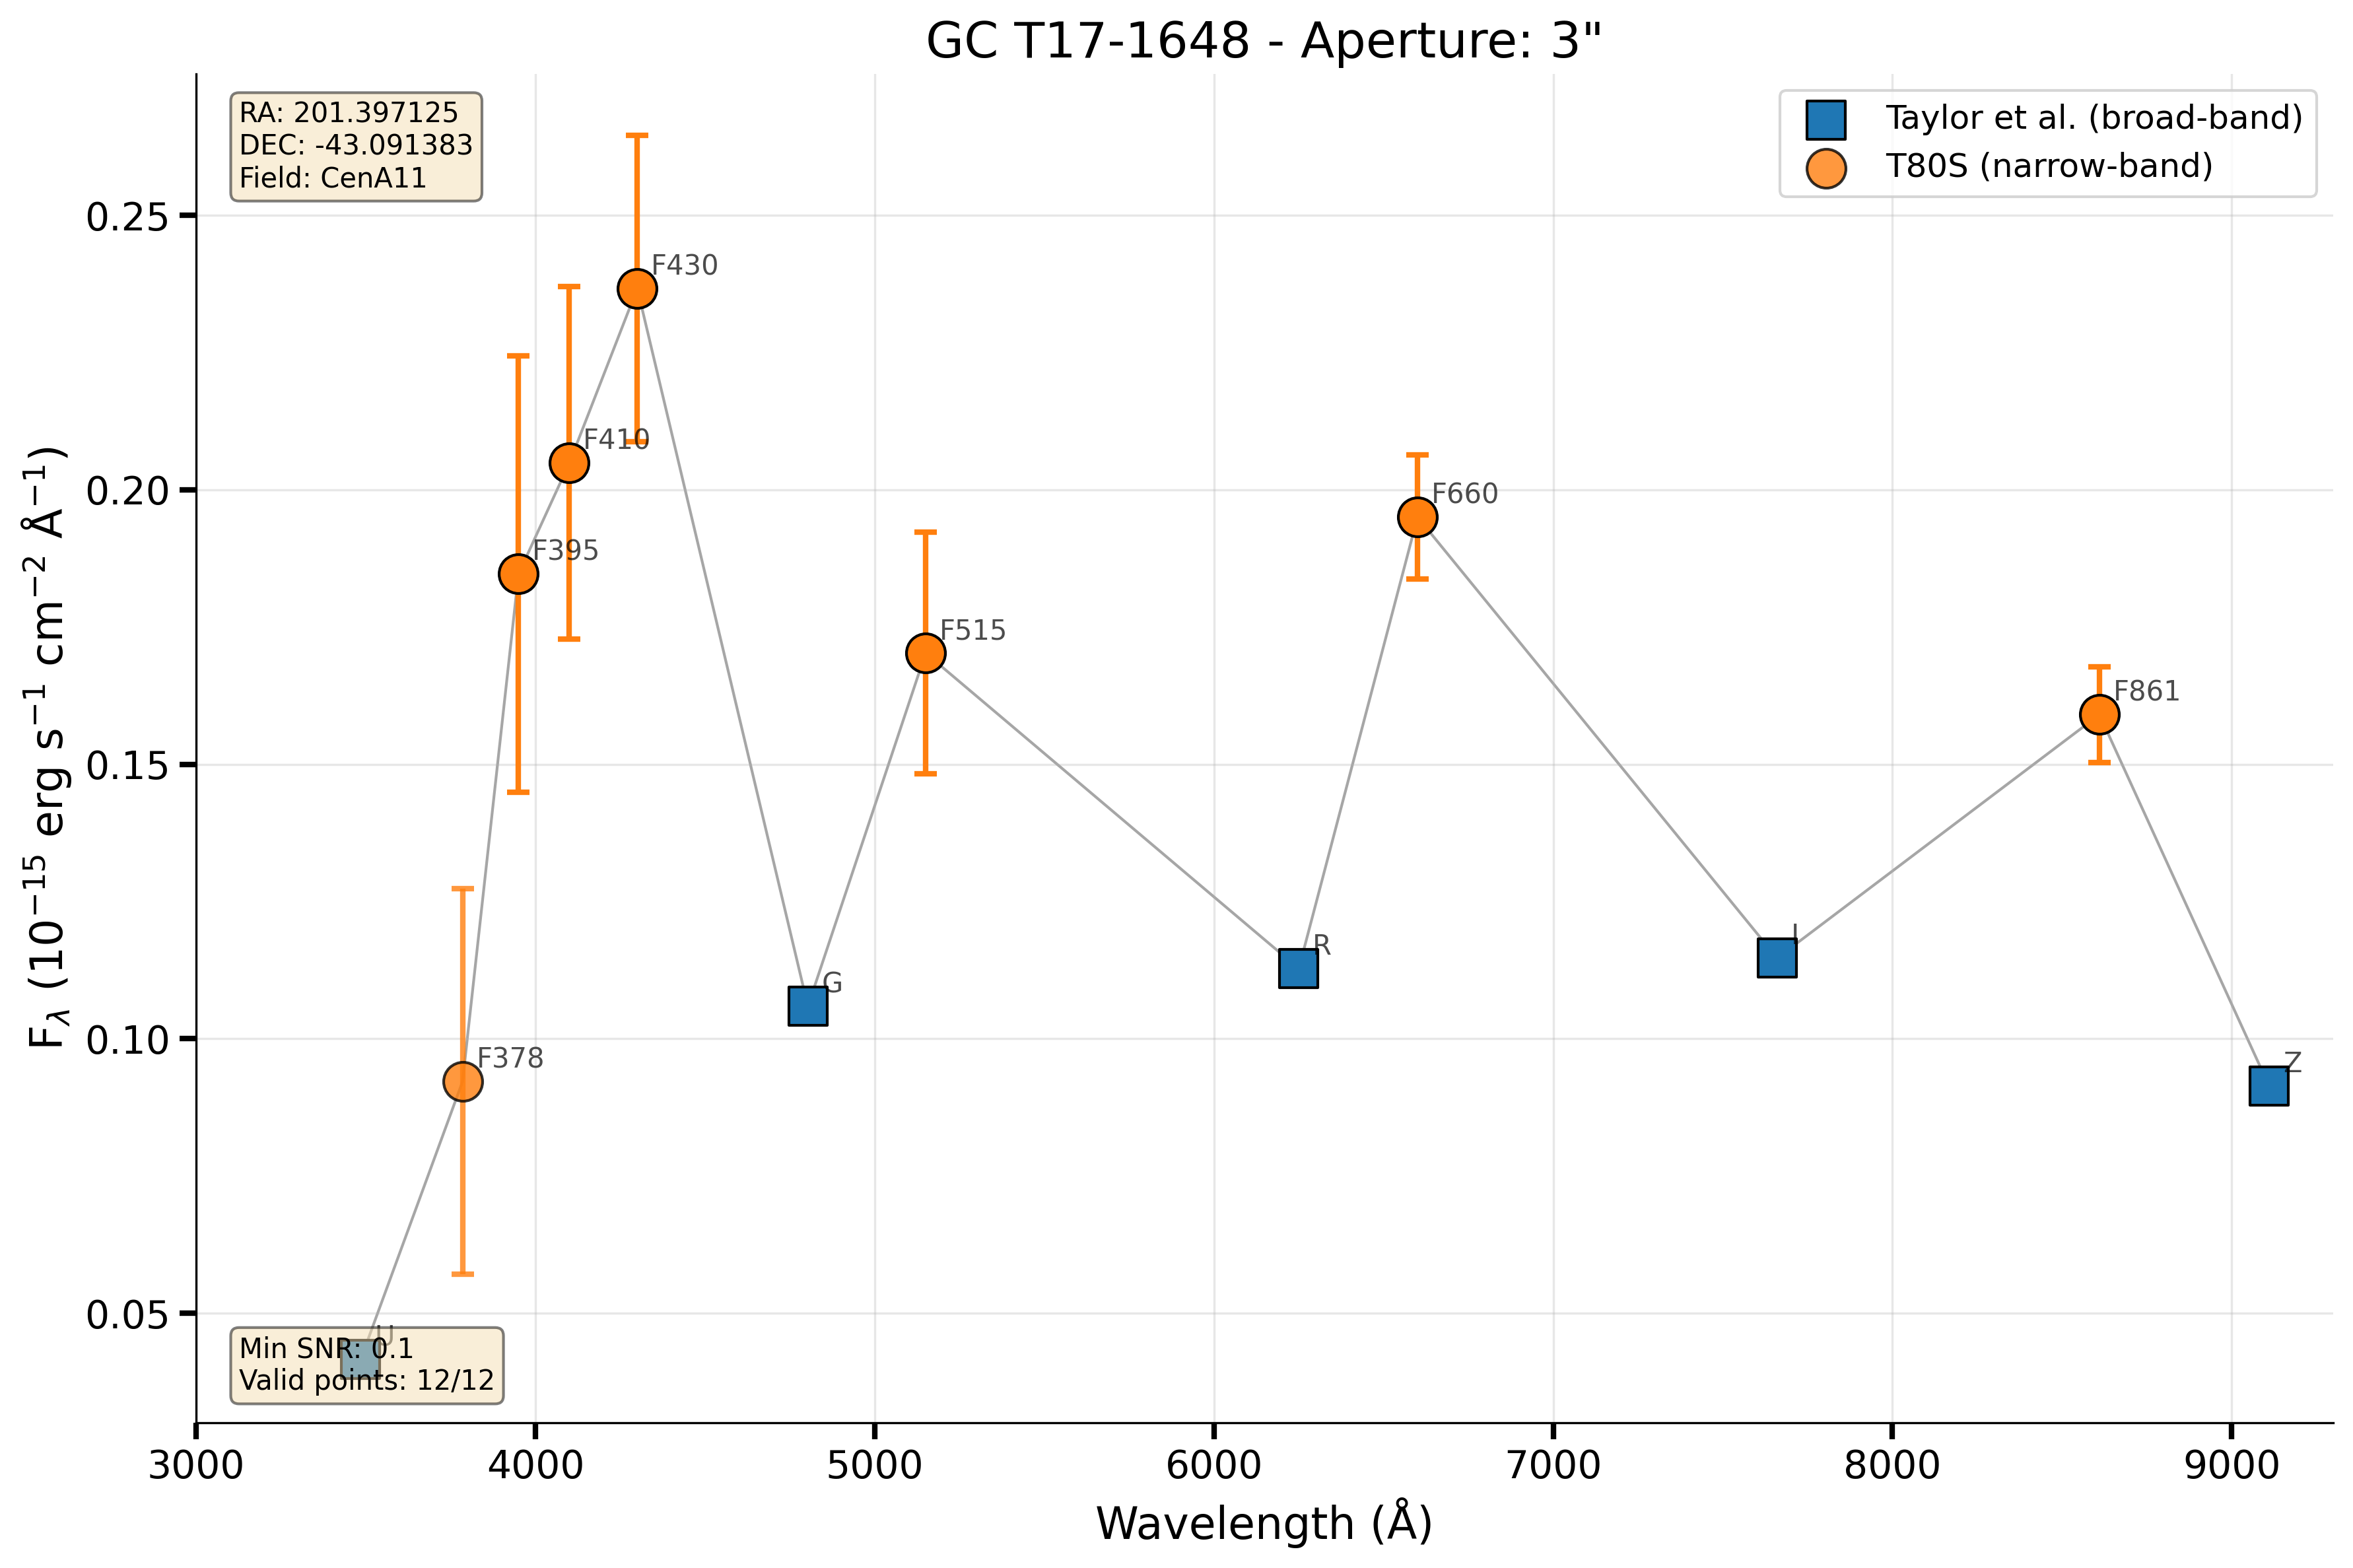 GC T17-1648 - Aperture: 3"
RA: 201.397125
DEC: -43.091383
Field: CenA11
Taylor et al. (broad-band)
T80S (narrow-band)
F430
F410
F395
F378
F515
F660
F861
U
G
R
I
Z
Min SNR: 0.1
Valid points: 12/12
0.25
0.20
0.15
0.10
0.05
Fλ (10⁻¹⁵ erg s⁻¹ cm⁻² Å⁻¹)
3000 4000 5000 6000 7000 8000 9000
Wavelength (Å)